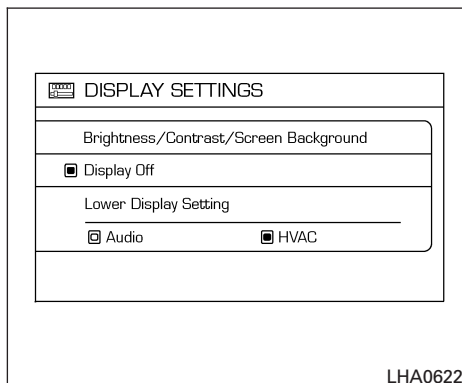 DISPLAY SETTINGS
Brightness/Contrast/Screen Background
Display Off
Lower Display Setting
Audio HVAC
LHA0622